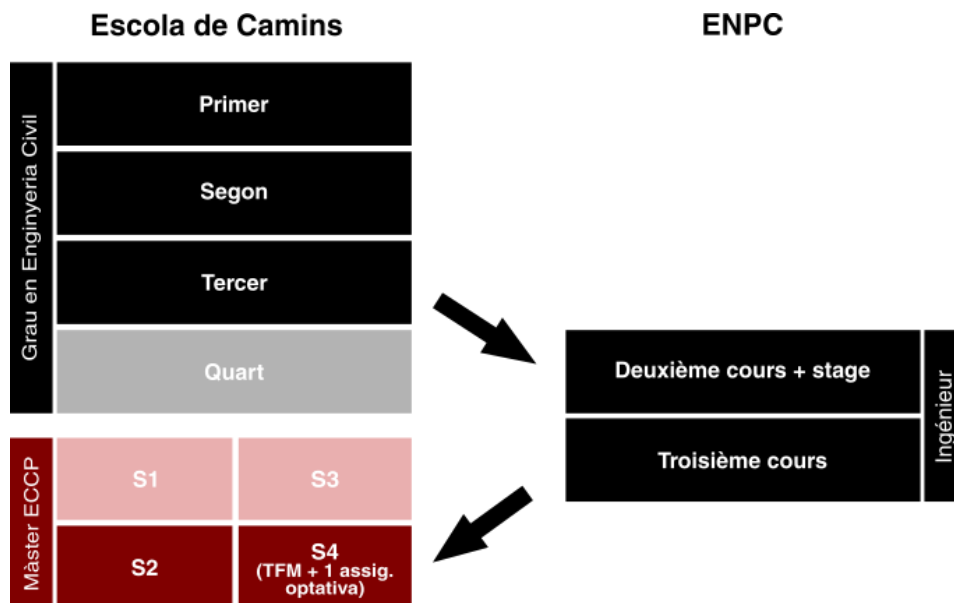 Escola de Camins
ENPC
Grau en Enginyeria Civil
Primer
Segon
Tercer
Quart
Deuxième cours + stage
Troisième cours
Ingénieur
Màster ECCP
S1
S3
S2
S4
(TFM + 1 assig.
optativa)